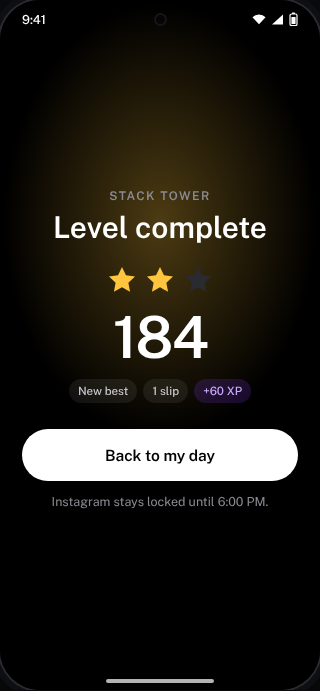 9:41
STACK TOWER
Level complete
184
New best 1 slip +60 XP
Back to my day
Instagram stays locked until 6:00 PM.